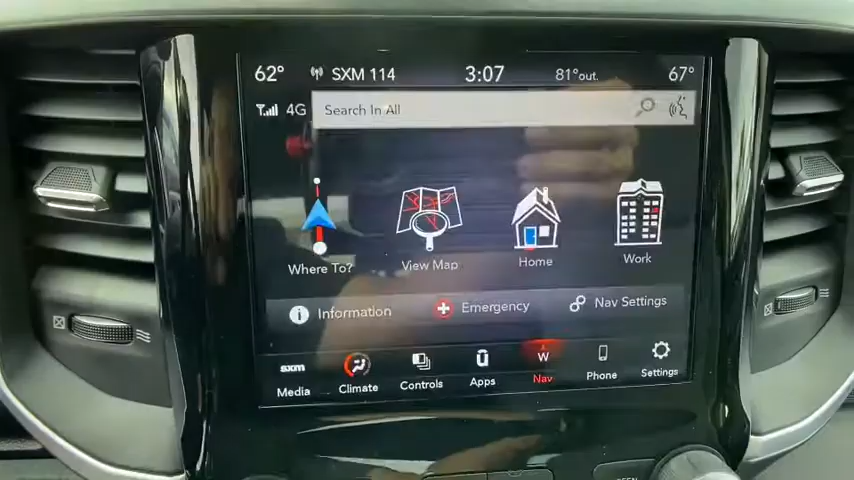 62° SXM 114 3:07 81°out. 67°
4G Search In All
Where To? View Map Home Work
Information Emergency Nav Settings
W
Media Climate Controls Apps Nav Phone Settings